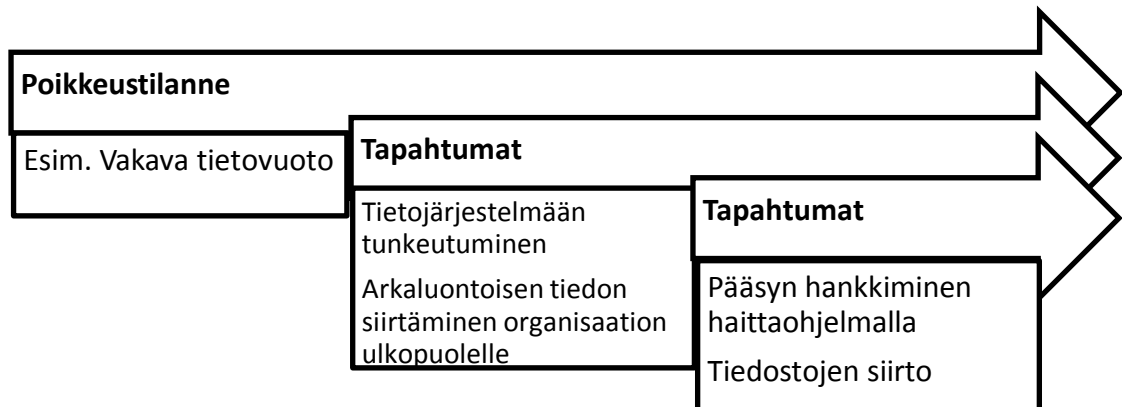 Poikkeustilanne
Esim. Vakava tietovuoto
Tapahtumat
Tietojärjestelmään
tunkeutuminen
Arkaluontoisen tiedon
siirtäminen organisaation
ulkopuolelle
Tapahtumat
Pääsyn hankkiminen
haittaohjelmalla
Tiedostojen siirto